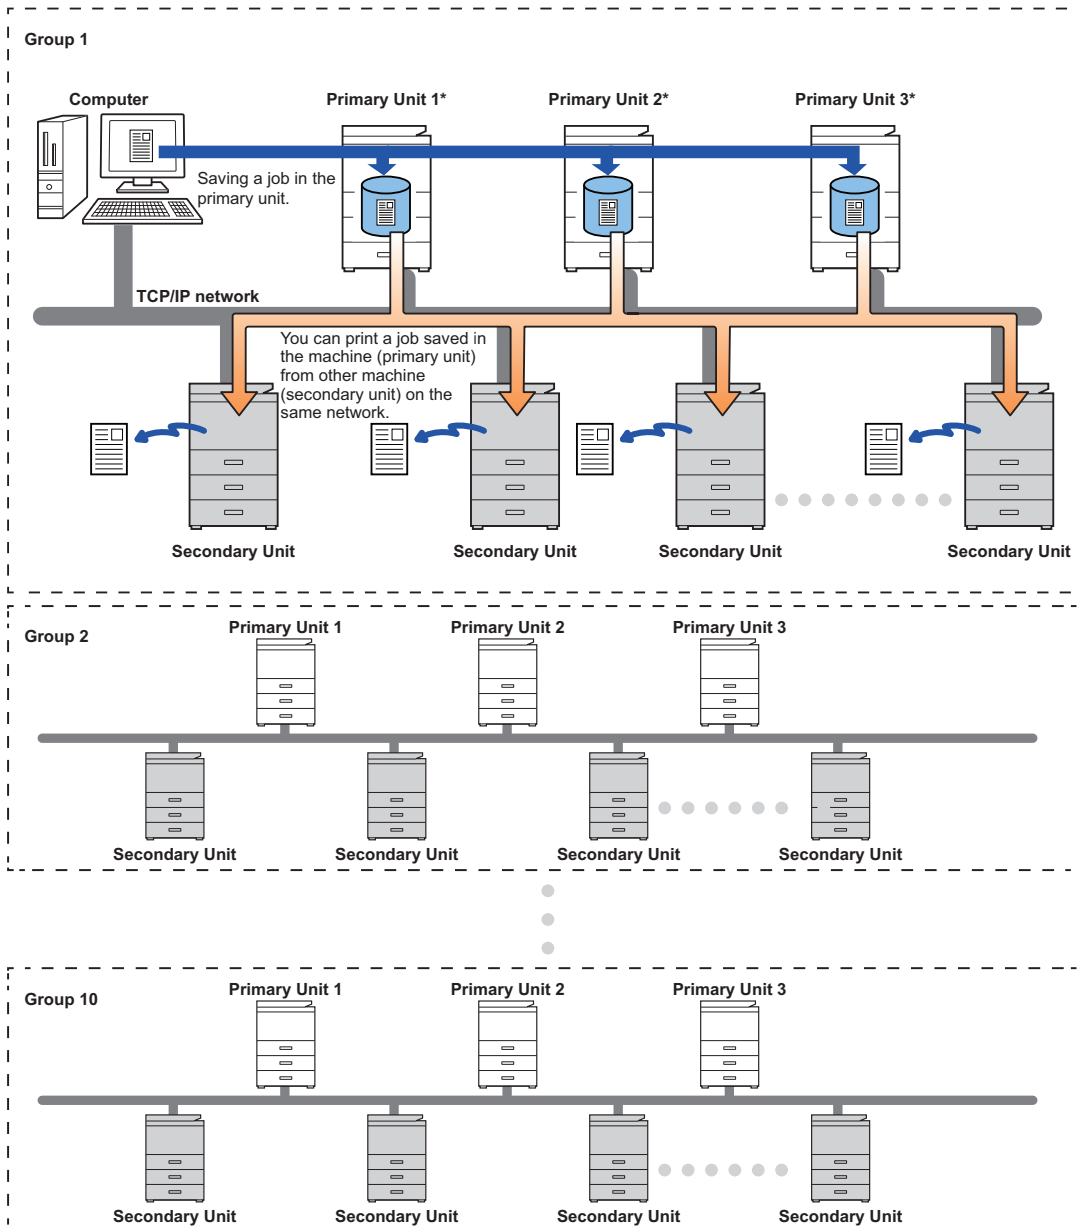 Group 1
Computer
Primary Unit 1*
Primary Unit 2*
Primary Unit 3*
Saving a job in the
primary unit.
TCP/IP network
You can print a job saved in
the machine (primary unit)
from other machine
(secondary unit) on the
same network.
Secondary Unit
Secondary Unit
Secondary Unit
Secondary Unit
Group 2
Primary Unit 1
Primary Unit 2
Primary Unit 3
Secondary Unit
Secondary Unit
Secondary Unit
Secondary Unit
Group 10
Primary Unit 1
Primary Unit 2
Primary Unit 3
Secondary Unit
Secondary Unit
Secondary Unit
Secondary Unit